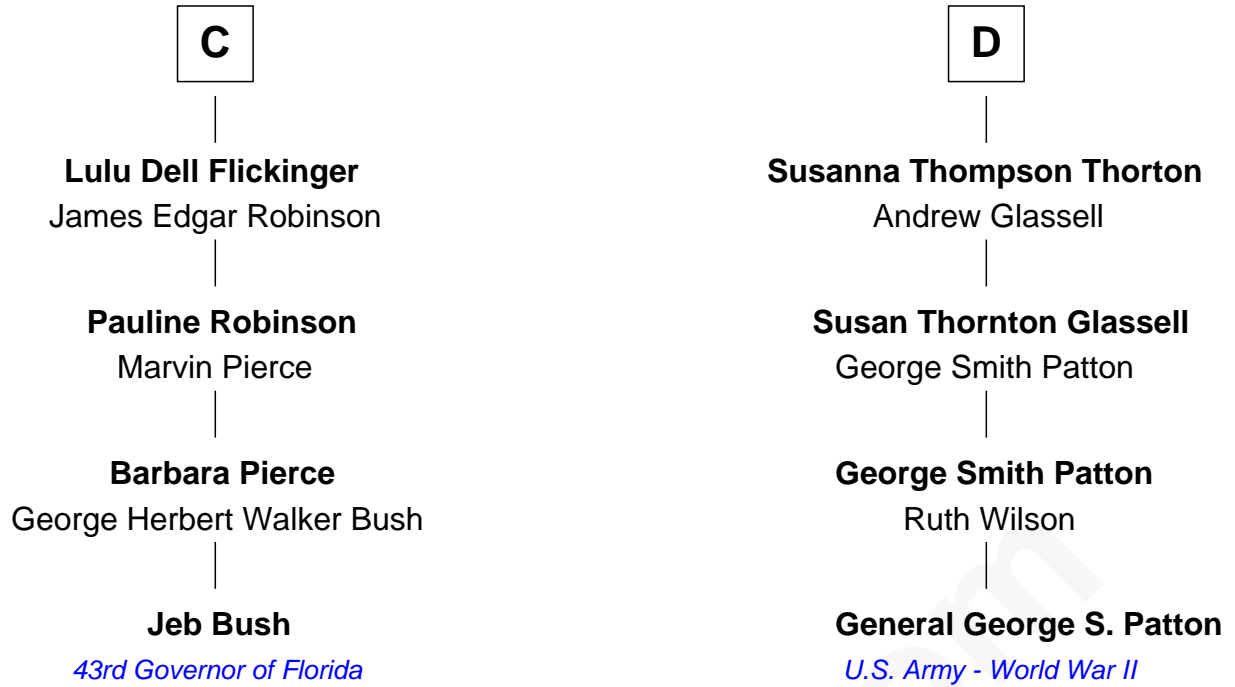 C
Lulu Dell Flickinger
James Edgar Robinson
Pauline Robinson
Marvin Pierce
Barbara Pierce
George Herbert Walker Bush
Jeb Bush
43rd Governor of Florida
D
Susanna Thompson Thorton
Andrew Glassell
Susan Thornton Glassell
George Smith Patton
George Smith Patton
Ruth Wilson
General George S. Patton
U.S. Army - World War II